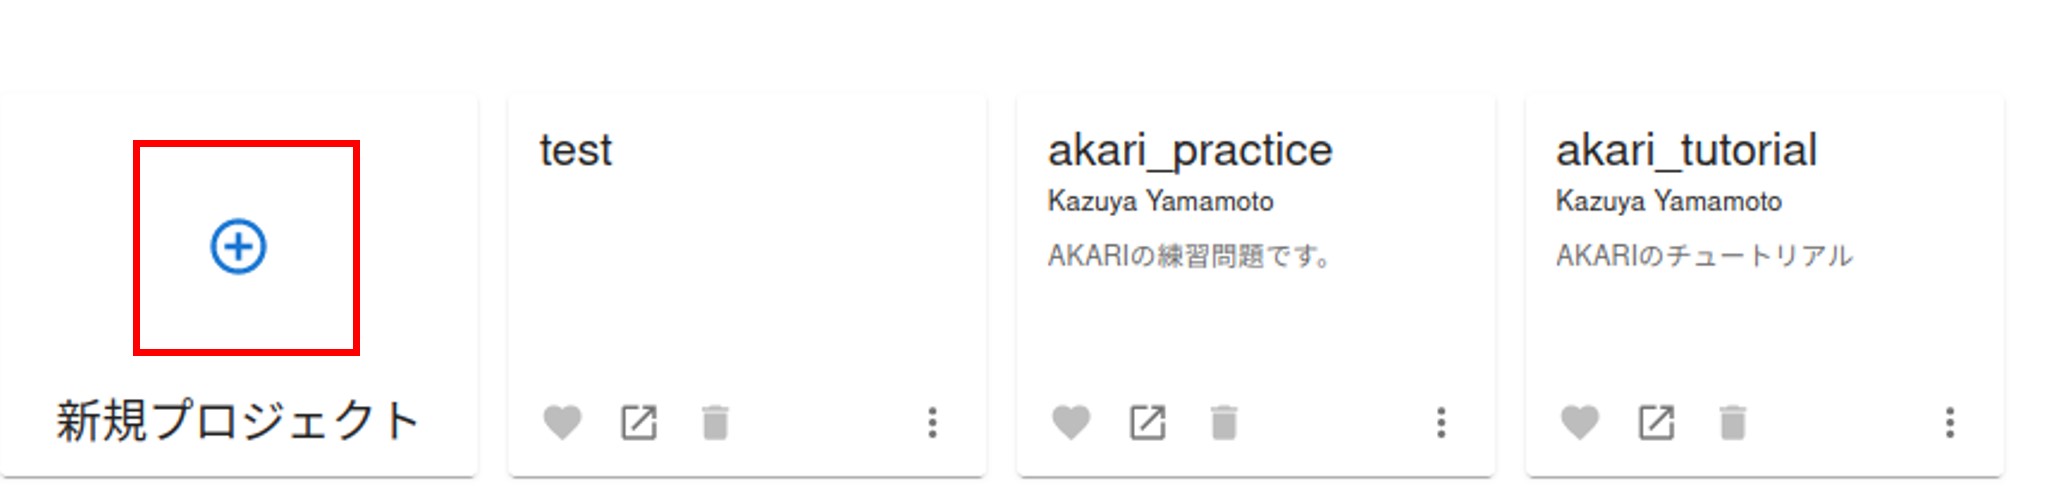 新規プロジェクト
test
akari_practice
Kazuya Yamamoto
AKARIの練習問題です。
akari_tutorial
Kazuya Yamamoto
AKARIのチュートリアル